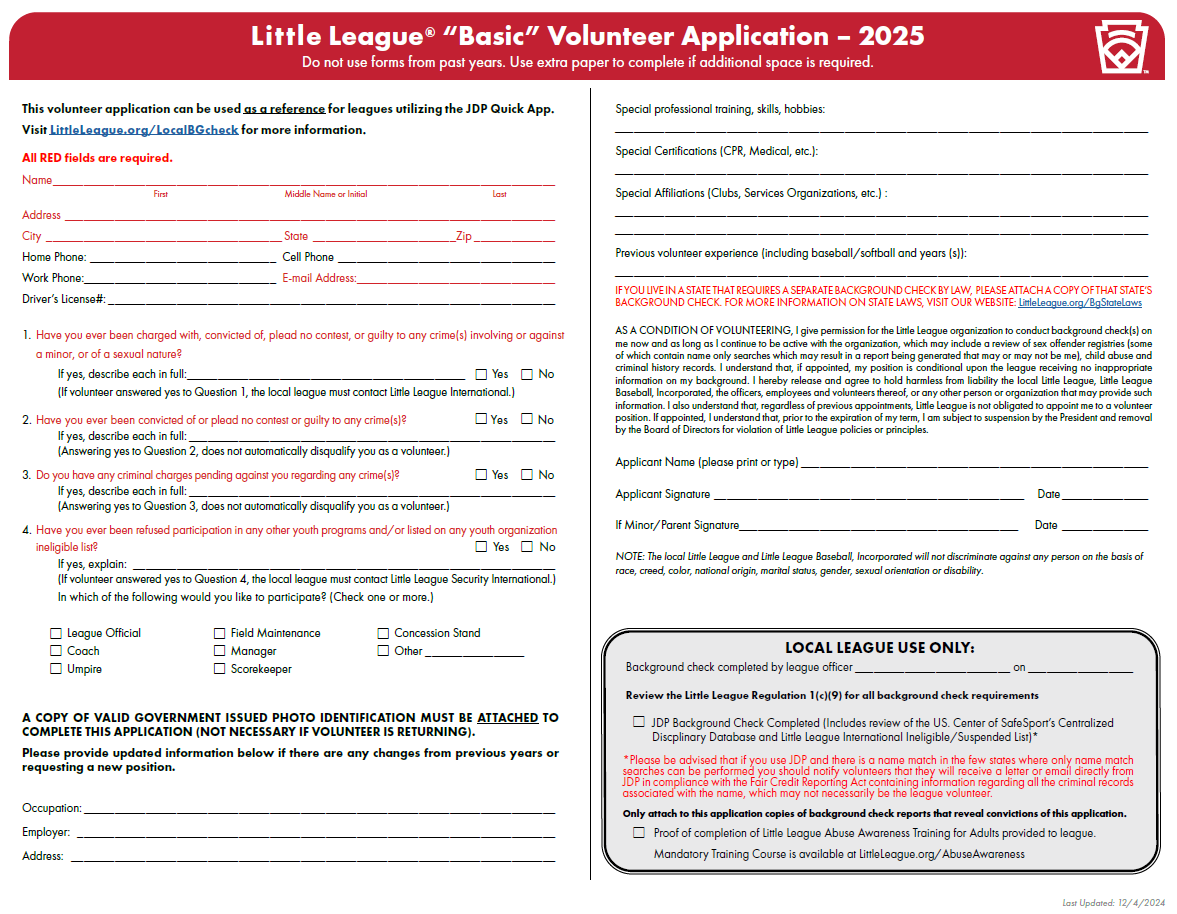 Little League® “Basic” Volunteer Application – 2025
Do not use forms from past years. Use extra paper to complete if additional space is required.
This volunteer application can be used as a reference for leagues utilizing the JDP Quick App.
Visit LittleLeague.org/LocalBGcheck for more information.
All RED fields are required.
Name
First Middle Name or Initial Last
Address
City State Zip
Home Phone: Cell Phone
Work Phone: E-mail Address:
Driver’s License#:
1. Have you ever been charged with, convicted of, plead no contest, or guilty to any crime(s) involving or against
a minor, or of a sexual nature?
If yes, describe each in full: Yes No
(If volunteer answered yes to Question 1, the local league must contact Little League International.)
2. Have you ever been convicted of or plead no contest or guilty to any crime(s)? Yes No
If yes, describe each in full:
(Answering yes to Question 2, does not automatically disqualify you as a volunteer.)
3. Do you have any criminal charges pending against you regarding any crime(s)? Yes No
If yes, describe each in full:
(Answering yes to Question 3, does not automatically disqualify you as a volunteer.)
4. Have you ever been refused participation in any other youth programs and/or listed on any youth organization
ineligible list? Yes No
If yes, explain:
(If volunteer answered yes to Question 4, the local league must contact Little League Security International.)
In which of the following would you like to participate? (Check one or more.)
League Official Field Maintenance Concession Stand
Coach Manager Other
Umpire Scorekeeper
A COPY OF VALID GOVERNMENT ISSUED PHOTO IDENTIFICATION MUST BE ATTACHED TO
COMPLETE THIS APPLICATION (NOT NECESSARY IF VOLUNTEER IS RETURNING).
Please provide updated information below if there are any changes from previous years or
requesting a new position.
Occupation:
Employer:
Address:
Special professional training, skills, hobbies:
Special Certifications (CPR, Medical, etc.):
Special Affiliations (Clubs, Services Organizations, etc.) :
Previous volunteer experience (including baseball/softball and years (s)):
IF YOU LIVE IN A STATE THAT REQUIRES A SEPARATE BACKGROUND CHECK BY LAW, PLEASE ATTACH A COPY OF THAT STATE’S
BACKGROUND CHECK. FOR MORE INFORMATION ON STATE LAWS, VISIT OUR WEBSITE: LittleLeague.org/BgStateLaws
AS A CONDITION OF VOLUNTEERING, I give permission for the Little League organization to conduct background check(s) on
me now and as long as I continue to be active with the organization, which may include a review of sex offender registries (some
of which contain name only searches which may result in a report being generated that may or may not be me), child abuse and
criminal history records. I understand that, if appointed, my position is conditional upon the league receiving no inappropriate
information on my background. I hereby release and agree to hold harmless from liability the local Little League, Little League
Baseball, Incorporated, the officers, employees and volunteers thereof, or any other person or organization that may provide such
information. I also understand that, regardless of previous appointments, Little League is not obligated to appoint me to a volunteer
position. If appointed, I understand that, prior to the expiration of my term, I am subject to suspension by the President and removal
by the Board of Directors for violation of Little League policies or principles.
Applicant Name (please print or type)
Applicant Signature Date
If Minor/Parent Signature Date
NOTE: The local Little League and Little League Baseball, Incorporated will not discriminate against any person on the basis of
race, creed, color, national origin, marital status, gender, sexual orientation or disability.
LOCAL LEAGUE USE ONLY:
Background check completed by league officer on
Review the Little League Regulation 1(c)(9) for all background check requirements
JDP Background Check Completed (Includes review of the US. Center of SafeSport’s Centralized
Discplinary Database and Little League International Ineligible/Suspended List)*
*Please be advised that if you use JDP and there is a name match in the few states where only name match
searches can be performed you should notify volunteers that they will receive a letter or email directly from
JDP in compliance with the Fair Credit Reporting Act containing information regarding all the criminal records
associated with the name, which may not necessarily be the league volunteer.
Only attach to this application copies of background check reports that reveal convictions of this application.
Proof of completion of Little League Abuse Awareness Training for Adults provided to league.
Mandatory Training Course is available at LittleLeague.org/AbuseAwareness
Last Updated: 12/4/2024